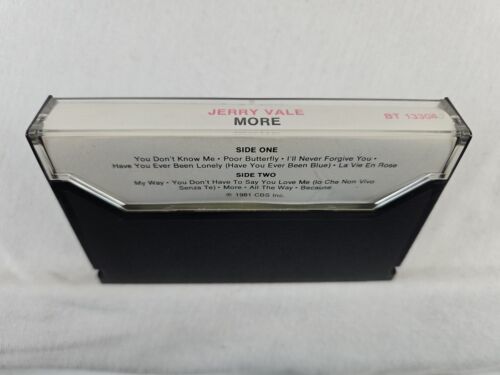 JERRY VALE
MORE
BT 13304
SIDE ONE
You Don't Know Me • Poor Butterfly • I'll Never Forgive You •
Have You Ever Been Lonely (Have You Ever Been Blue) • La Vie En Rose
SIDE TWO
My Way • You Don't Have To Say You Love Me (Io Che Non Vivo
Senza Te) • More • All The Way • Because
℗ 1981 CBS Inc.